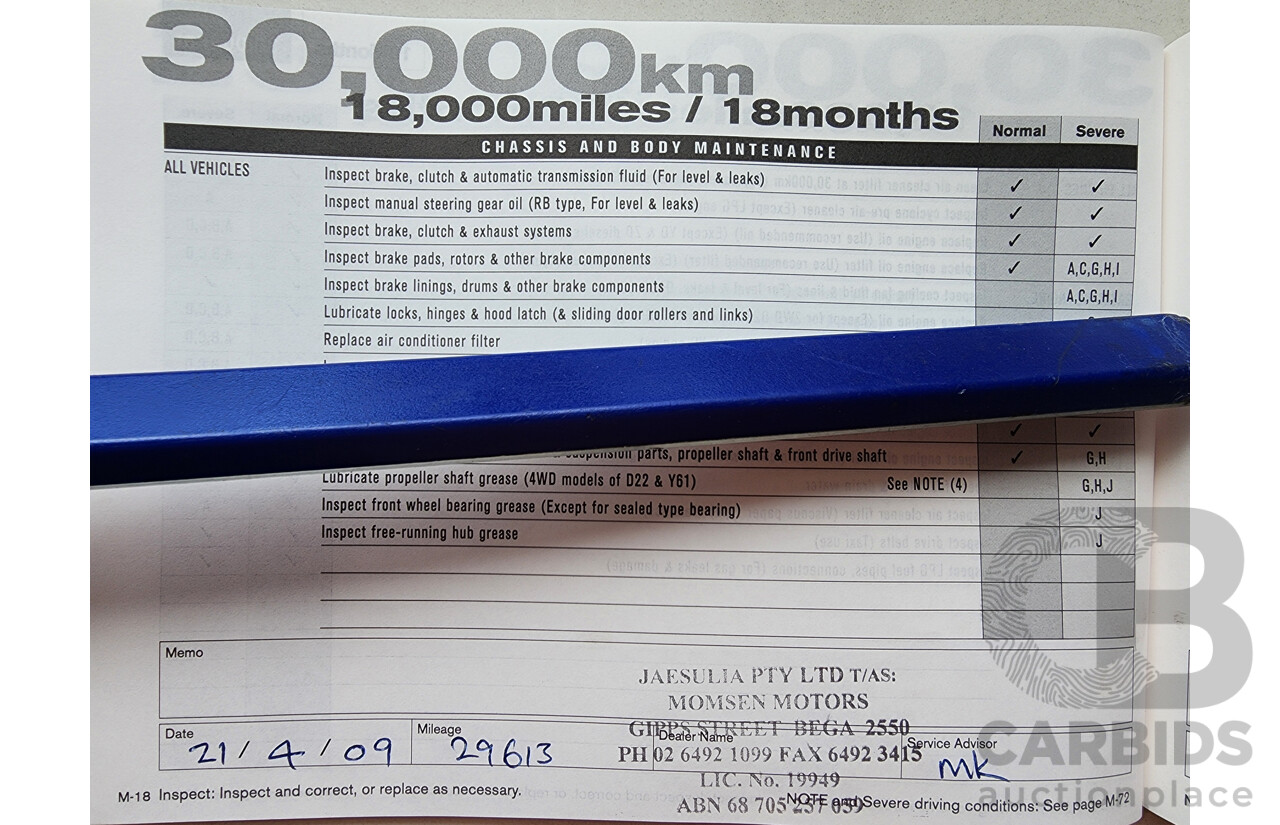 30,000km
18,000miles / 18months
Normal Severe
CHASSIS AND BODY MAINTENANCE
ALL VEHICLES
Inspect brake, clutch & automatic transmission fluid (For level & leaks) ✓ ✓
Inspect manual steering gear oil (RB type, For level & leaks) ✓ ✓
Inspect brake, clutch & exhaust systems ✓ ✓
Inspect brake pads, rotors & other brake components ✓ A,C,G,H,I
Inspect brake linings, drums & other brake components A,C,G,H,I
Lubricate locks, hinges & hood latch (& sliding door rollers and links)
Replace air conditioner filter
✓ ✓
& suspension parts, propeller shaft & front drive shaft ✓ G,H
Lubricate propeller shaft grease (4WD models of D22 & Y61) See NOTE (4) G,H,J
Inspect front wheel bearing grease (Except for sealed type bearing) J
Inspect free-running hub grease J
Memo
JAESULIA PTY LTD T/AS:
MOMSEN MOTORS
GIPPS STREET BEGA 2550
PH 02 6492 1099 FAX 6492 3415
LIC. No. 19949
ABN 68 705 257 059
Date 21/4/09
Mileage 29613
Dealer Name
Service Advisor MK
M-18 Inspect: Inspect and correct, or replace as necessary.
NOTE and Severe driving conditions: See page M-72
CB
CARBIDS
auctionplace